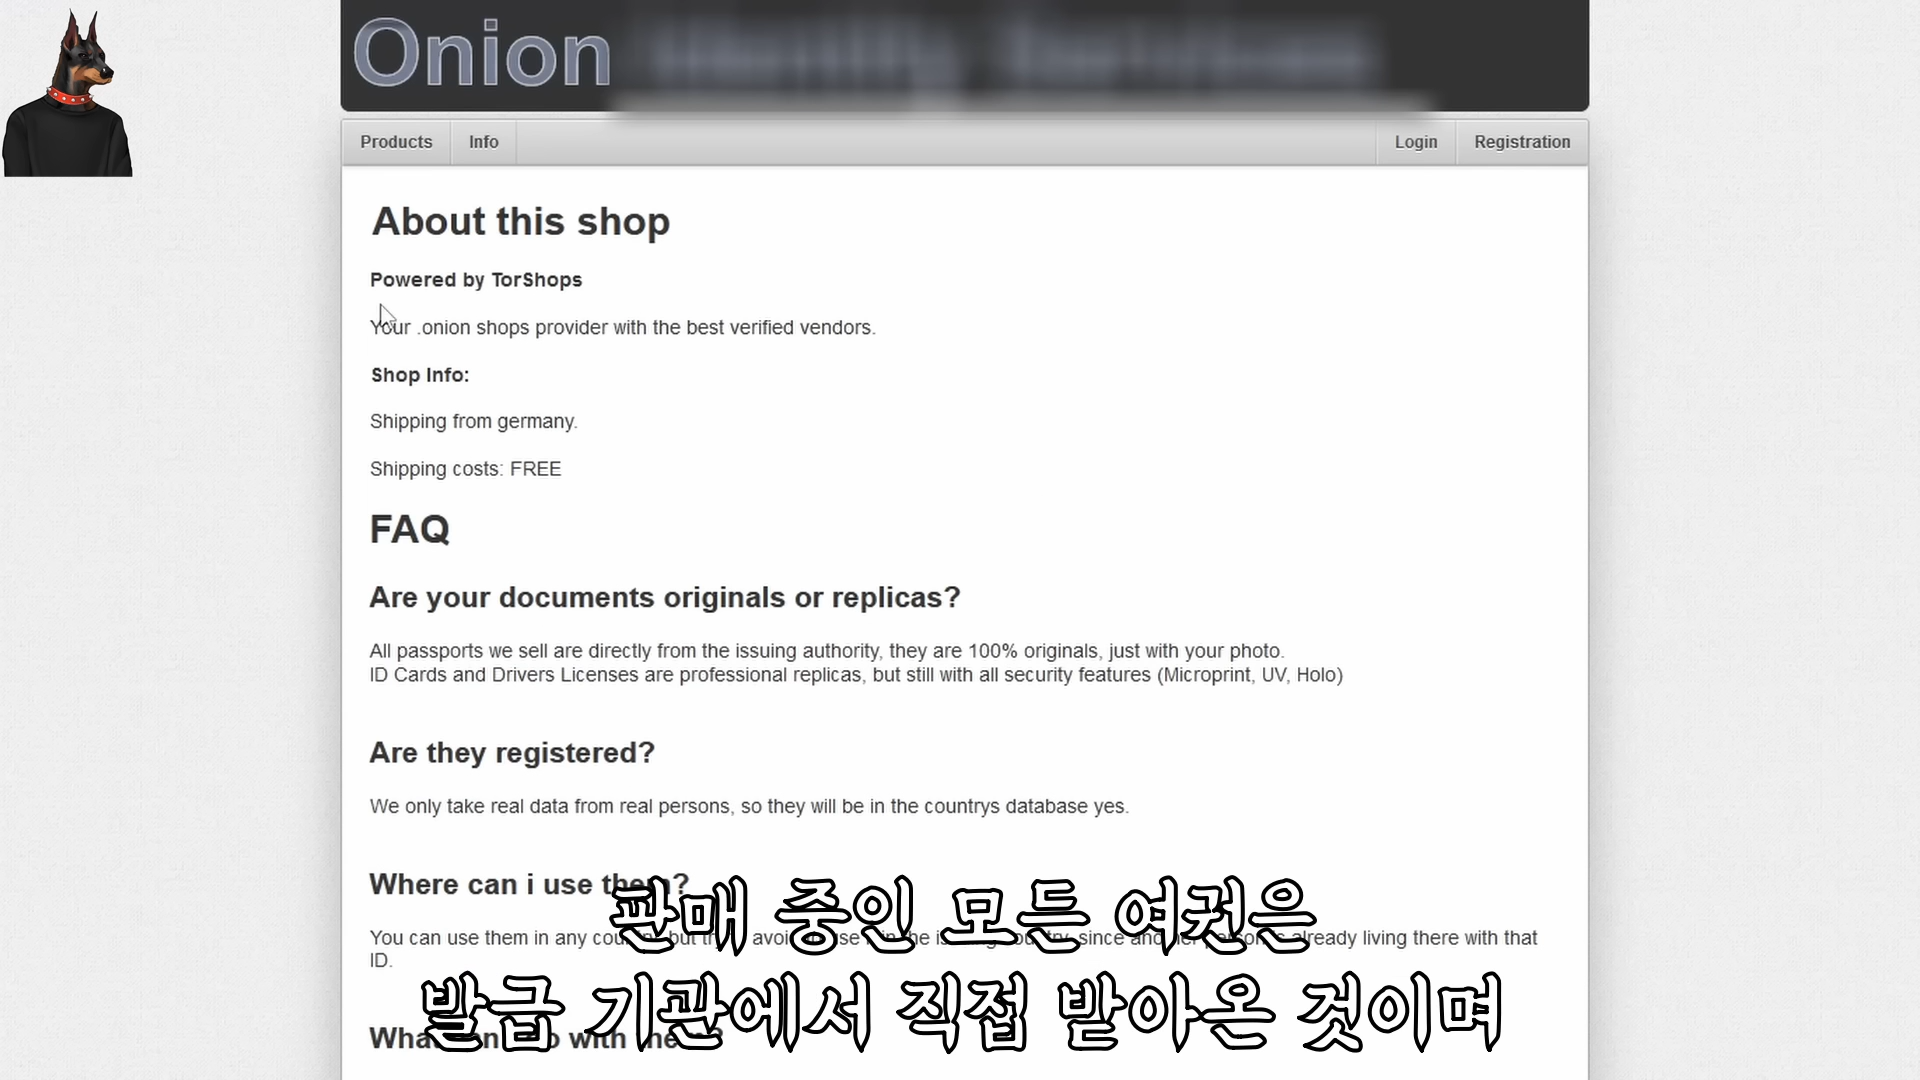 Onion
Products
Info
Login
Registration
About this shop
Powered by TorShops
Your .onion shops provider with the best verified vendors.
Shop Info:
Shipping from germany.
Shipping costs: FREE
FAQ
Are your documents originals or replicas?
All passports we sell are directly from the issuing authority, they are 100% originals, just with your photo.
ID Cards and Drivers Licenses are professional replicas, but still with all security features (Microprint, UV, Holo)
Are they registered?
We only take real data from real persons, so they will be in the countrys database yes.
Where can i use them?
You can use them in any already living there with that
ID.
판매 중인 모든 여권은
발급 기관에서 직접 받아온 것이며